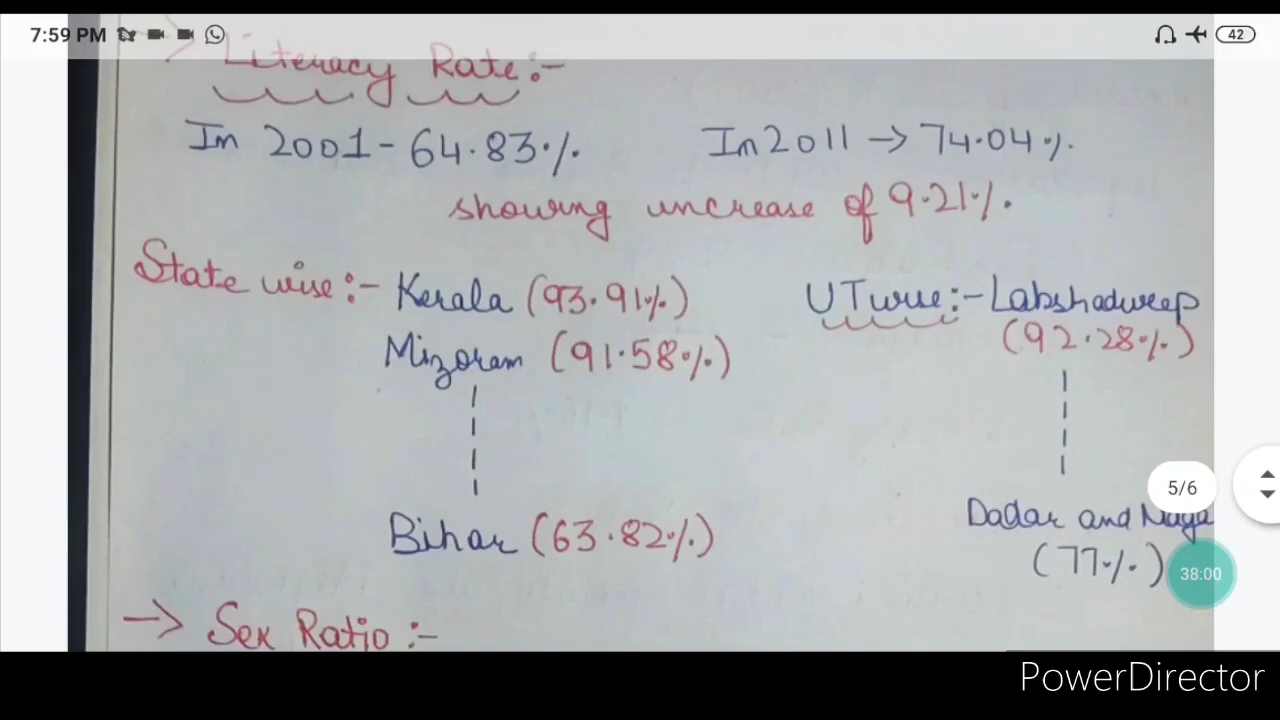 7:59 PM
42
→ Literacy Rate:-
In 2001 - 64.83% In 2011 → 74.04%.
showing increase of 9.21%.
State wise:- Kerala (93.91%) UT wise:- Labshadweep
(92.28%)
Mizoram (91.58%)
5/6
Dadar and Naga
Bihar (63.82%)
(77%)
38:00
→ Sex Ratio:-
PowerDirector